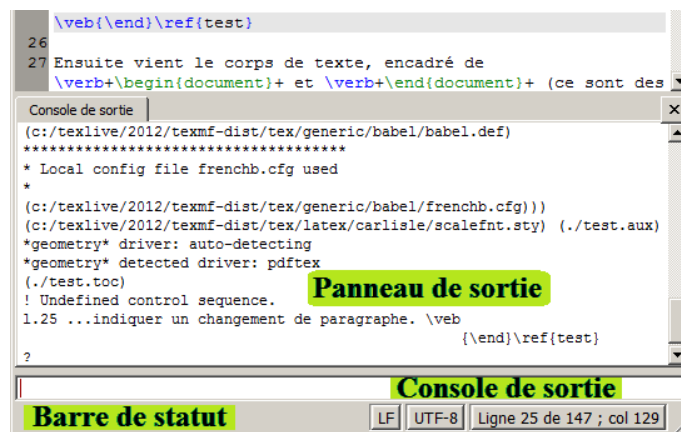 \veb{\end}\ref{test}
26
27 Ensuite vient le corps de texte, encadré de
\verb+\begin{document}+ et \verb+\end{document}+ (ce sont des
Console de sortie
(c:/texlive/2012/texmf-dist/tex/generic/babel/babel.def)
*************************************
* Local config file frenchb.cfg used
*
(c:/texlive/2012/texmf-dist/tex/generic/babel/frenchb.cfg)))
(c:/texlive/2012/texmf-dist/tex/latex/carlisle/scalefnt.sty) (./test.aux)
*geometry* driver: auto-detecting
*geometry* detected driver: pdftex
(./test.toc)
Panneau de sortie
! Undefined control sequence.
l.25 ...indiquer un changement de paragraphe. \veb
{\end}\ref{test}
?
Console de sortie
Barre de statut
LF UTF-8 Ligne 25 de 147 ; col 129